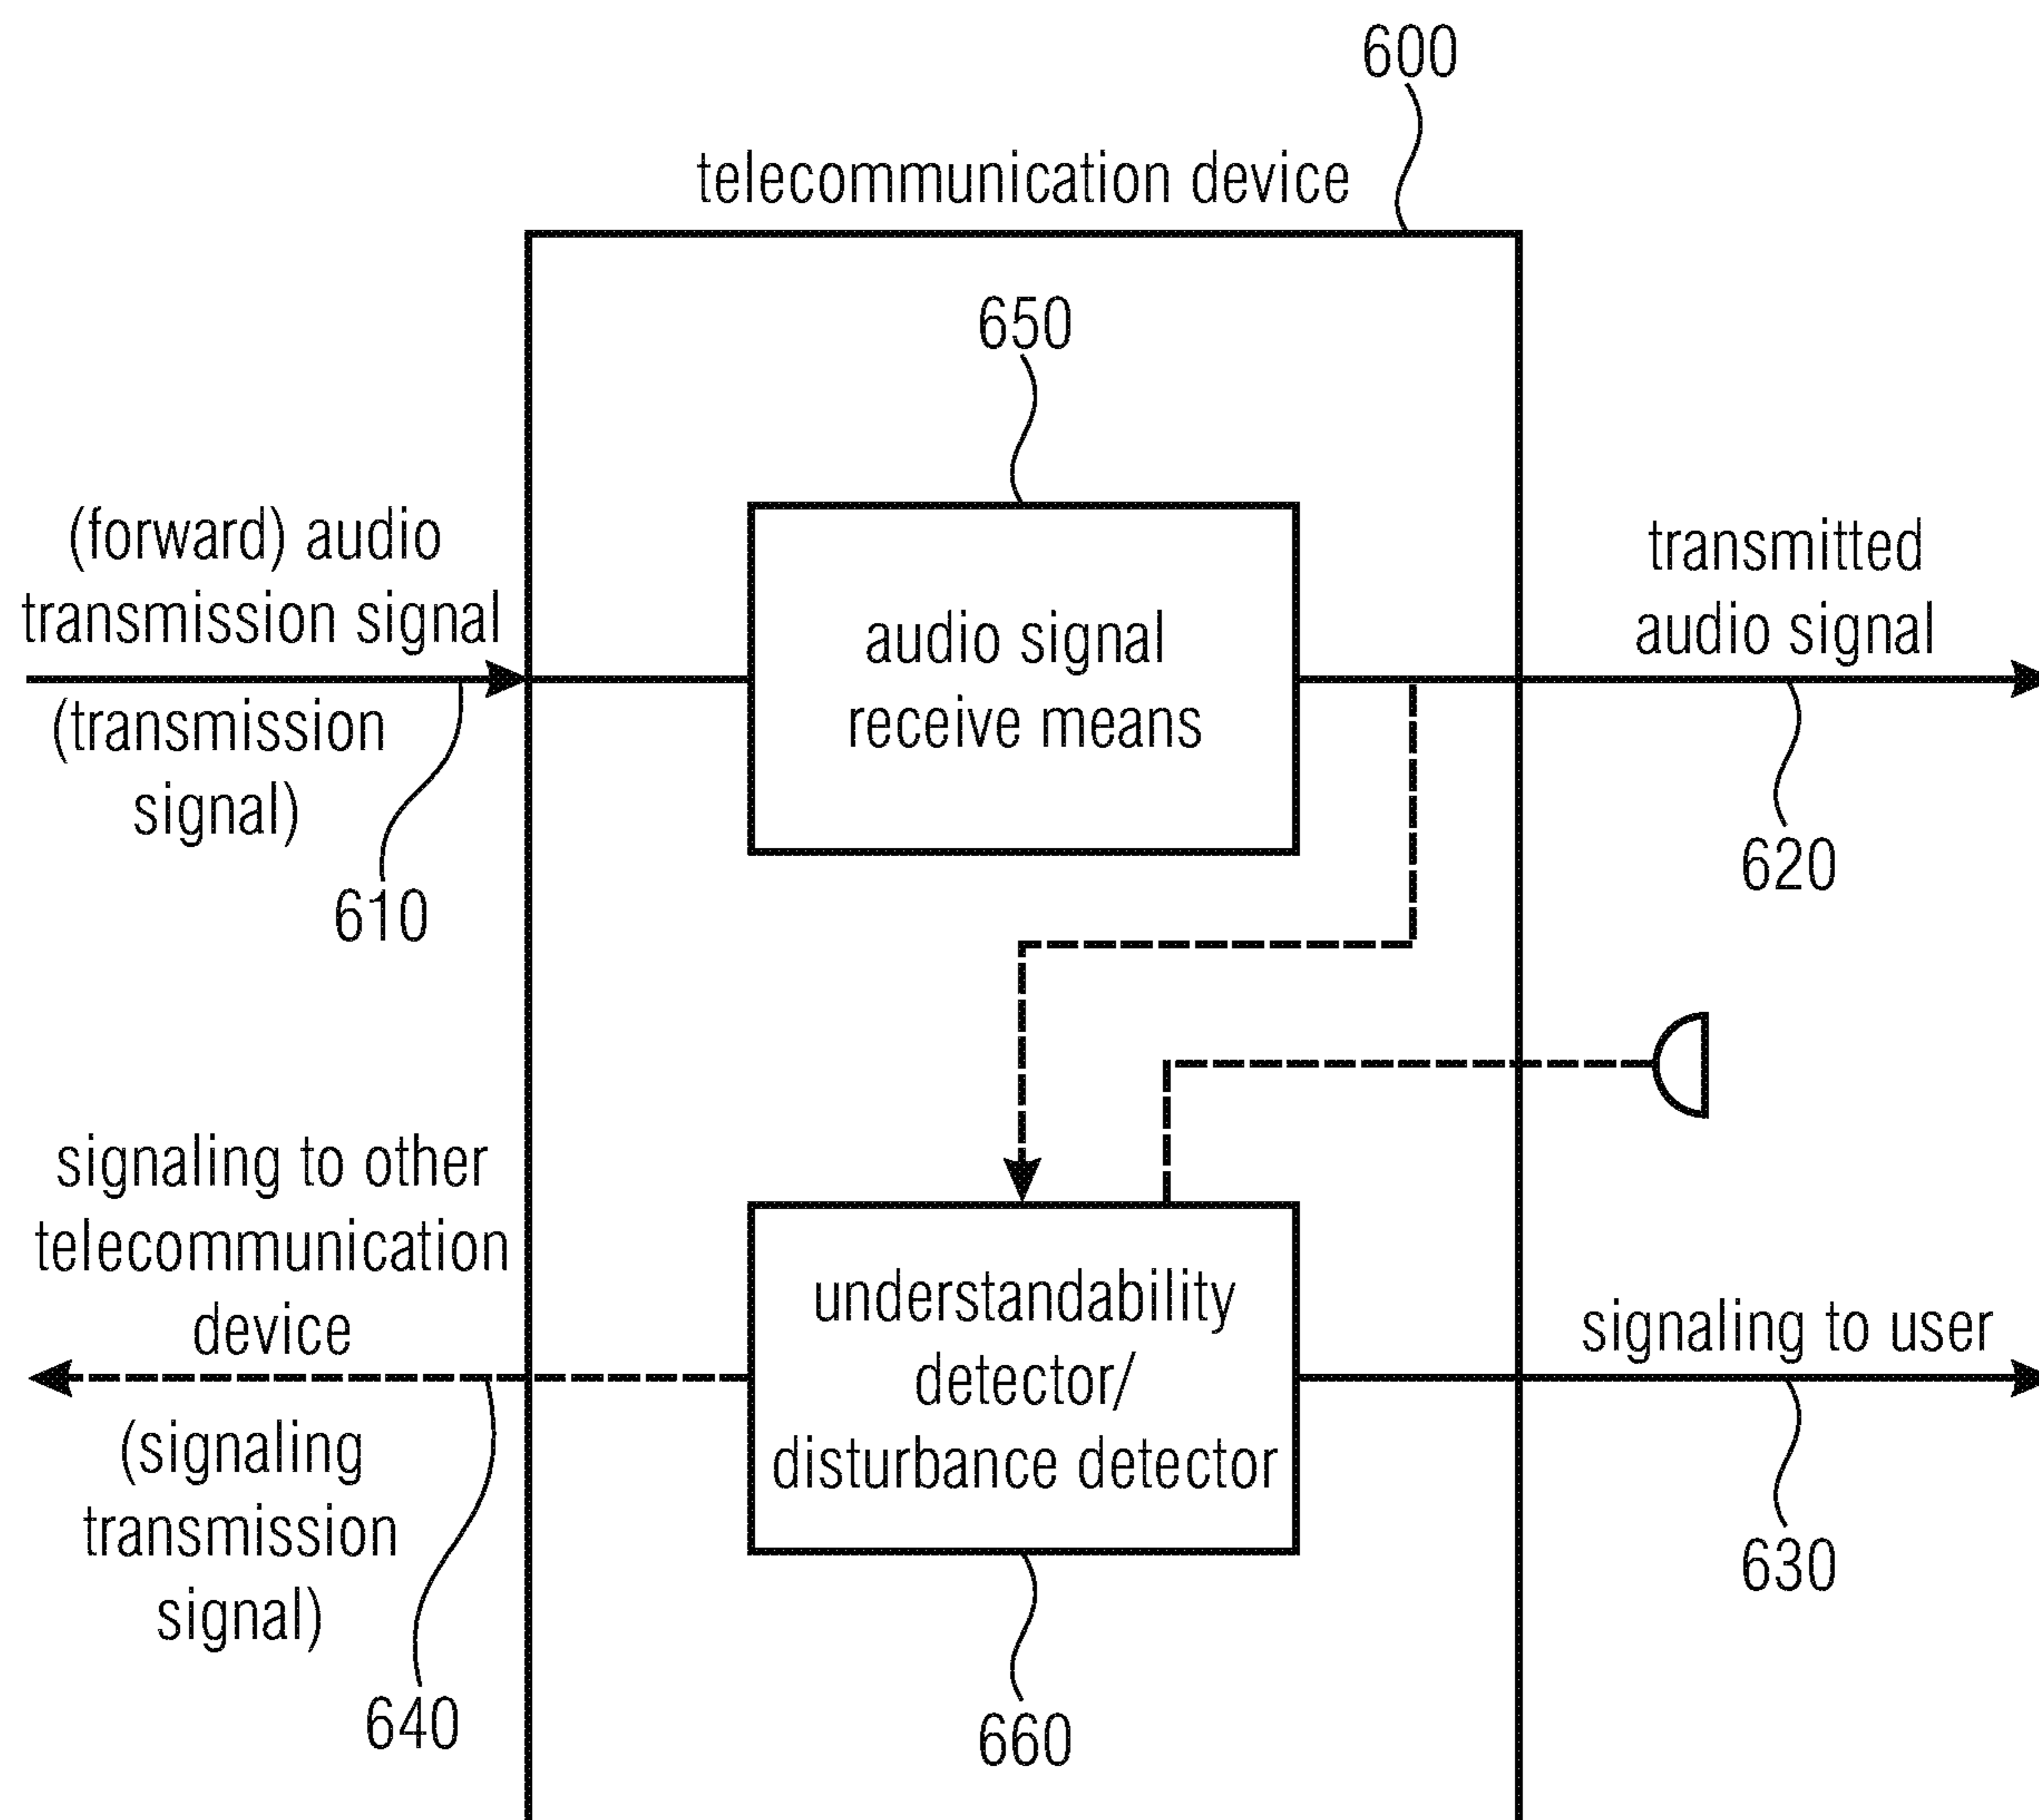 600
telecommunication device
650
(forward) audio
transmission signal
(transmission
signal)
610
audio signal
receive means
transmitted
audio signal
620
signaling to other
telecommunication
device
(signaling
transmission
signal)
640
understandability
detector/
disturbance detector
660
signaling to user
630